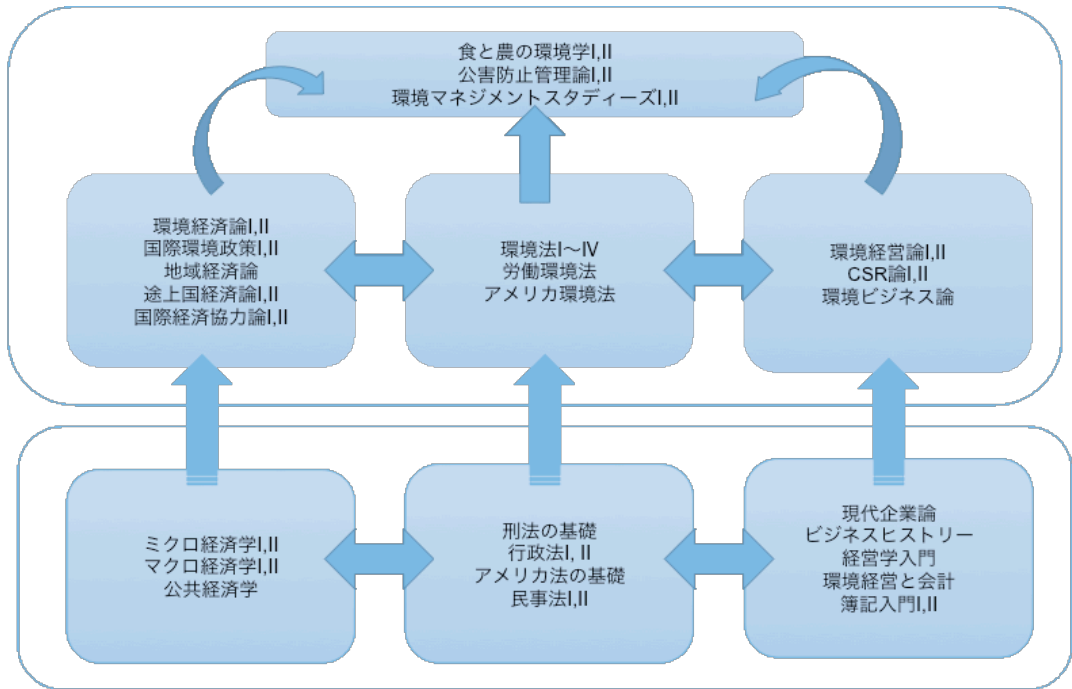 食と農の環境学I,II
公害防止管理論I,II
環境マネジメントスタディーズI,II
環境経済論I,II
国際環境政策I,II
地域経済論
途上国経済論I,II
国際経済協力論I,II
環境法I〜IV
労働環境法
アメリカ環境法
環境経営論I,II
CSR論I,II
環境ビジネス論
ミクロ経済学I,II
マクロ経済学I,II
公共経済学
刑法の基礎
行政法I, II
アメリカ法の基礎
民事法I,II
現代企業論
ビジネスヒストリー
経営学入門
環境経営と会計
簿記入門I,II